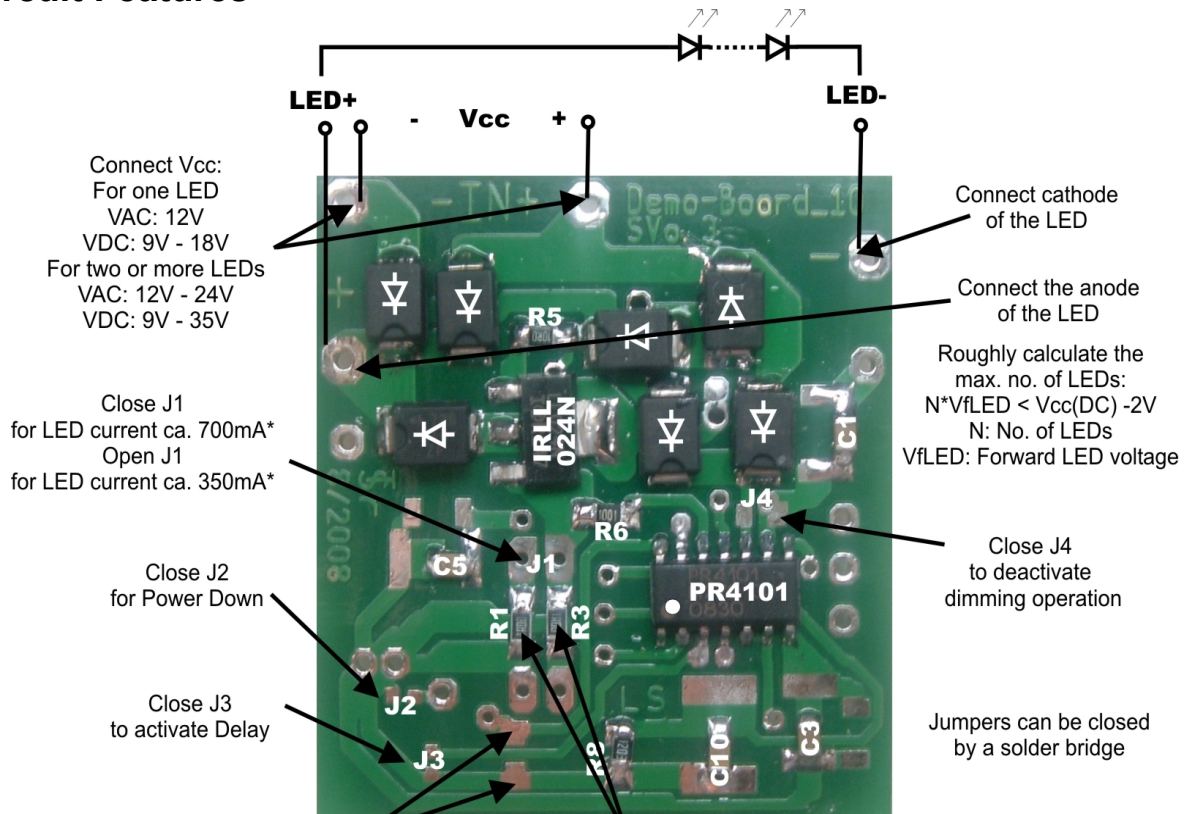 LED+
- Vcc +
LED-
Connect Vcc:
For one LED
VAC: 12V
VDC: 9V - 18V
For two or more LEDs
VAC: 12V - 24V
VDC: 9V - 35V
Close J1
for LED current ca. 700mA*
Open J1
for LED current ca. 350mA*
Close J2
for Power Down
Close J3
to activate Delay
-IN+
Demo-Board_10
+
-
R5
IRLL
024N
C1
J4
R6
1001
C5
J1
PR4101
0830
R1
R3
J2
J3
LS
R2
C10
C3
Connect cathode
of the LED
Connect the anode
of the LED
Roughly calculate the
max. no. of LEDs:
N*VfLED < Vcc(DC) -2V
N: No. of LEDs
VfLED: Forward LED voltage
Close J4
to deactivate
dimming operation
Jumpers can be closed
by a solder bridge